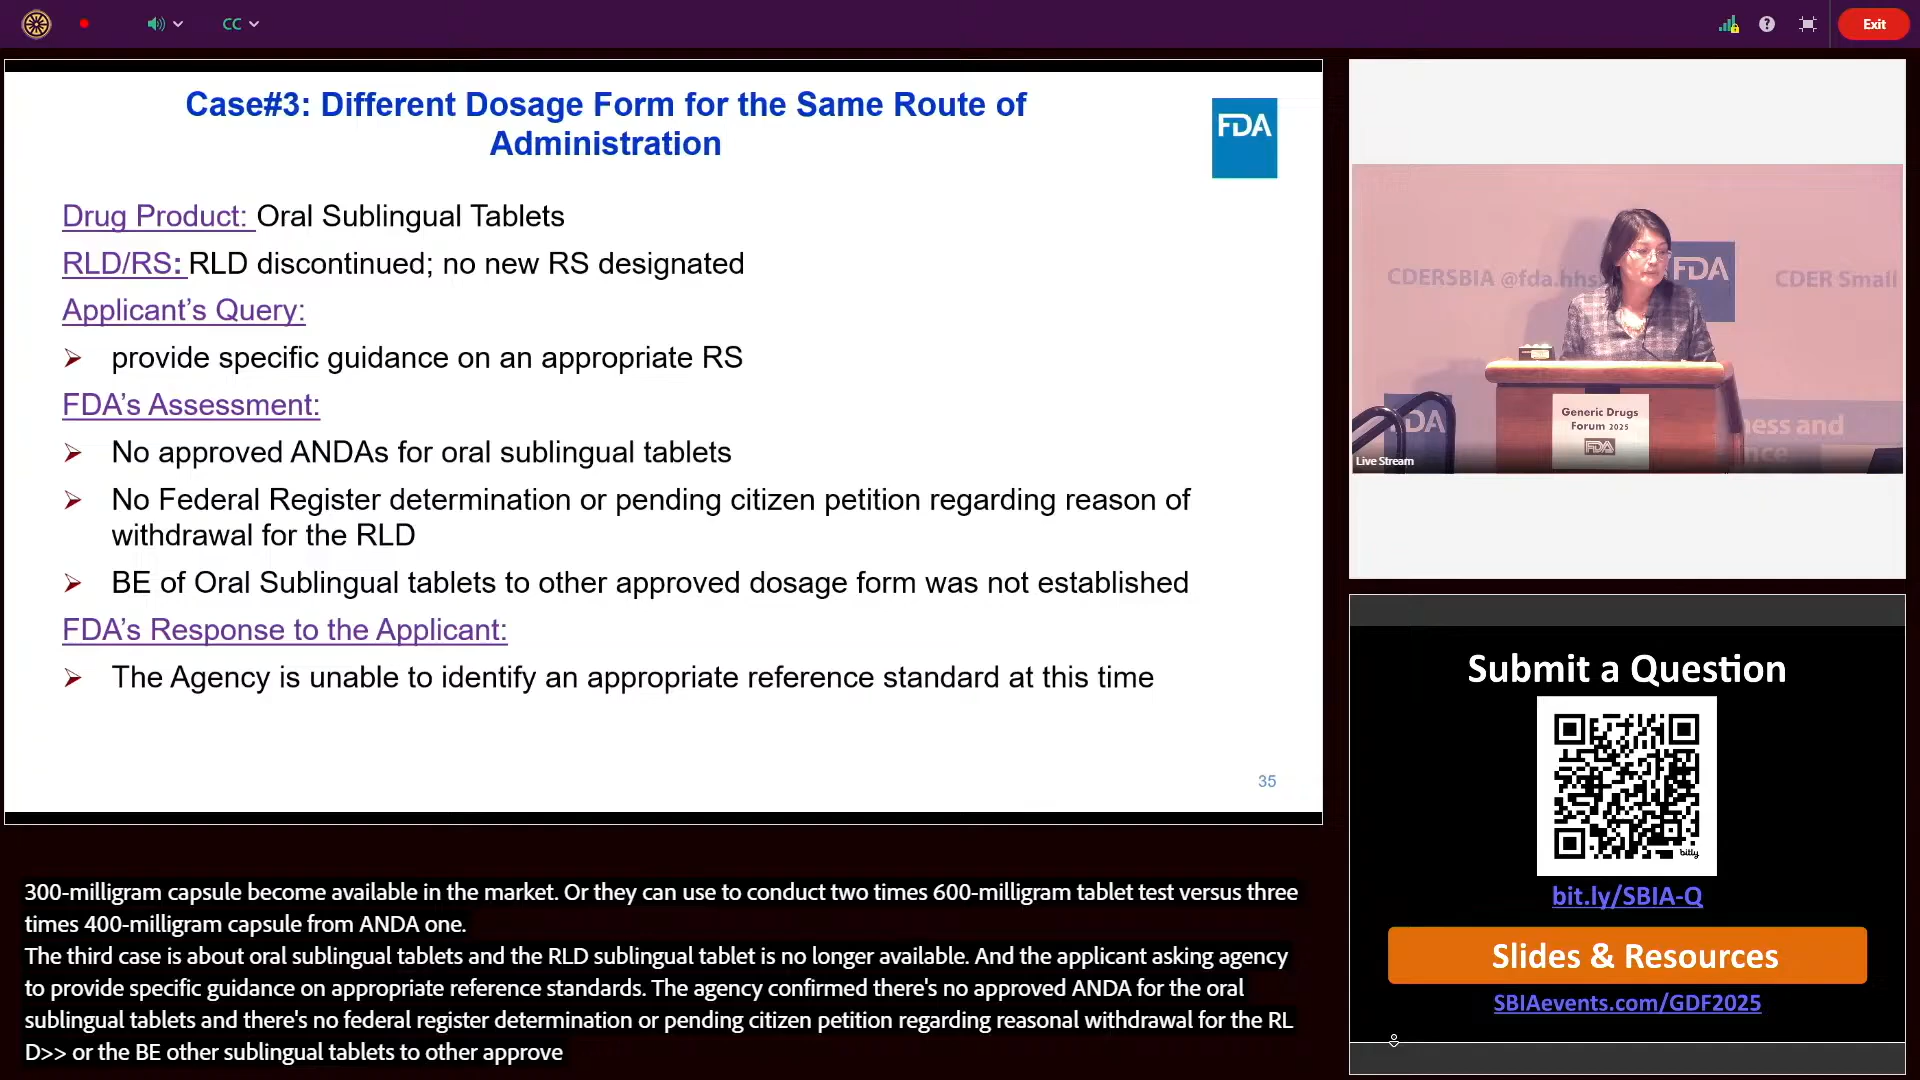 CC
Exit
Case#3: Different Dosage Form for the Same Route of
Administration
FDA
Drug Product: Oral Sublingual Tablets
RLD/RS: RLD discontinued; no new RS designated
Applicant’s Query:
provide specific guidance on an appropriate RS
FDA’s Assessment:
No approved ANDAs for oral sublingual tablets
No Federal Register determination or pending citizen petition regarding reason of
withdrawal for the RLD
BE of Oral Sublingual tablets to other approved dosage form was not established
FDA’s Response to the Applicant:
The Agency is unable to identify an appropriate reference standard at this time
35
CDERSBIA @fda.hhs
FDA
CDER Small
Generic Drugs
Forum 2025
FDA
DA
ness and
nce
Live Stream
Submit a Question
bitly
bit.ly/SBIA-Q
Slides & Resources
SBIAevents.com/GDF2025
300-milligram capsule become available in the market. Or they can use to conduct two times 600-milligram tablet test versus three
times 400-milligram capsule from ANDA one.
The third case is about oral sublingual tablets and the RLD sublingual tablet is no longer available. And the applicant asking agency
to provide specific guidance on appropriate reference standards. The agency confirmed there's no approved ANDA for the oral
sublingual tablets and there's no federal register determination or pending citizen petition regarding reasonal withdrawal for the RL
D>> or the BE other sublingual tablets to other approve